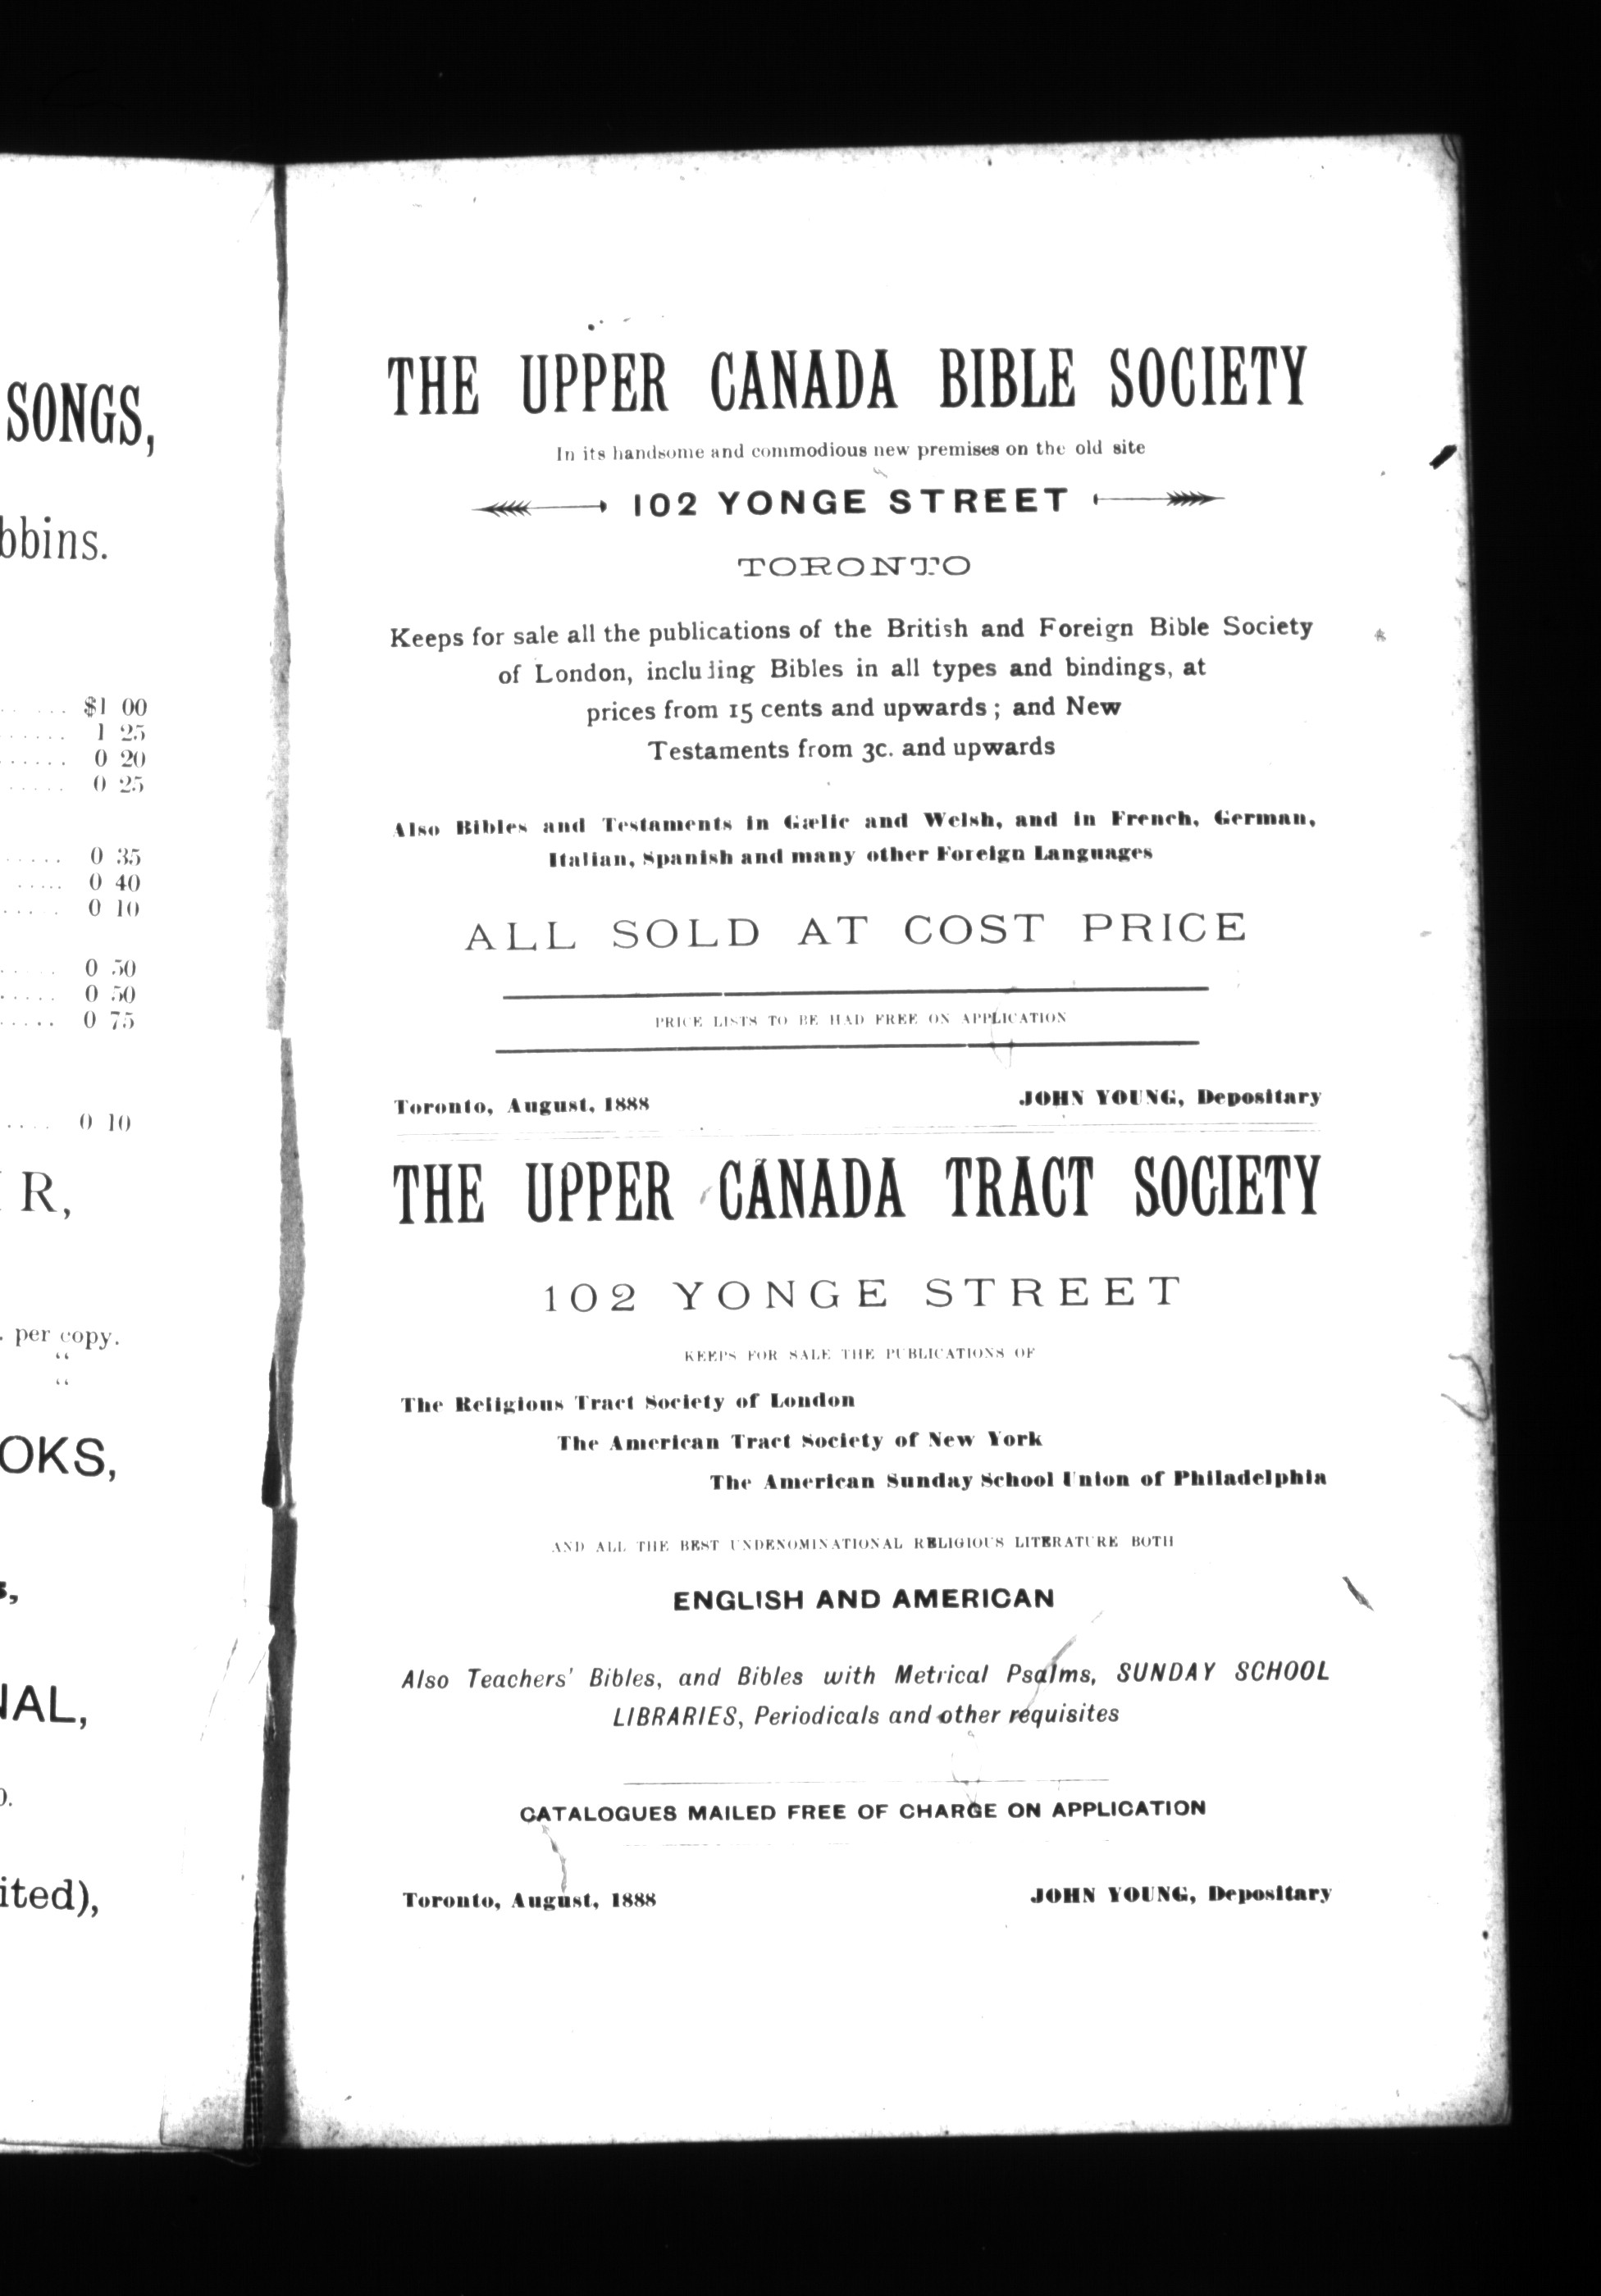 SONGS,
bbins.
$1 00
1 25
0 20
0 25
0 35
0 40
0 10
0 50
0 50
0 75
0 10
R,
. per copy.
“
“
OKS,
s,
NAL,
ited),
THE UPPER CANADA BIBLE SOCIETY
In its handsome and commodious new premises on the old site
102 YONGE STREET
TORONTO
Keeps for sale all the publications of the British and Foreign Bible Society
of London, including Bibles in all types and bindings, at
prices from 15 cents and upwards ; and New
Testaments from 3c. and upwards
Also Bibles and Testaments in Gælic and Welsh, and in French, German,
Italian, Spanish and many other Foreign Languages
ALL SOLD AT COST PRICE
PRICE LISTS TO BE HAD FREE ON APPLICATION
Toronto, August, 1888 JOHN YOUNG, Depositary
THE UPPER CANADA TRACT SOCIETY
102 YONGE STREET
KEEPS FOR SALE THE PUBLICATIONS OF
The Religious Tract Society of London
The American Tract Society of New York
The American Sunday School Union of Philadelphia
AND ALL THE BEST UNDENOMINATIONAL RELIGIOUS LITERATURE BOTH
ENGLISH AND AMERICAN
Also Teachers' Bibles, and Bibles with Metrical Psalms, SUNDAY SCHOOL
LIBRARIES, Periodicals and other requisites
CATALOGUES MAILED FREE OF CHARGE ON APPLICATION
Toronto, August, 1888 JOHN YOUNG, Depositary